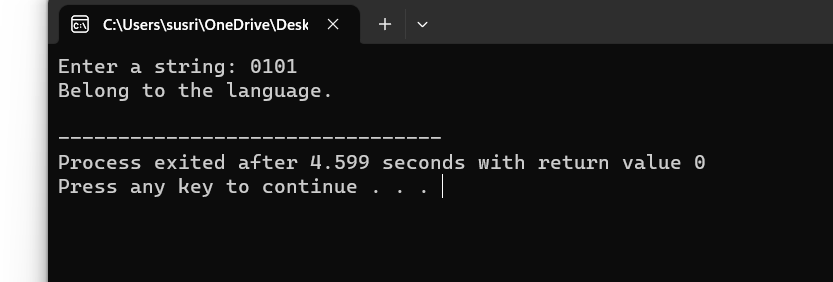 C:\Users\susri\OneDrive\Desk
Enter a string: 0101
Belong to the language.
--------------------------------
Process exited after 4.599 seconds with return value 0
Press any key to continue . . .